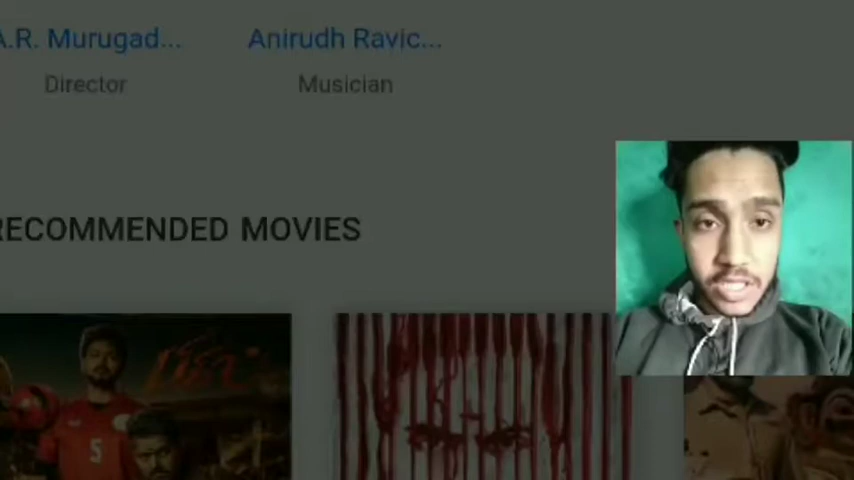 A.R. Murugad...
Anirudh Ravic...
Director
Musician
RECOMMENDED MOVIES
5